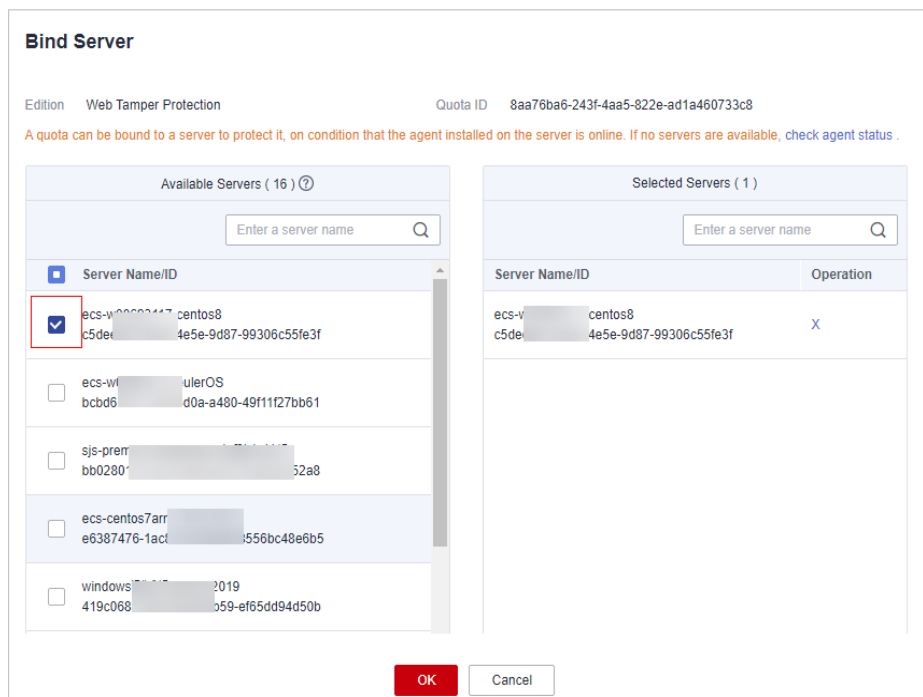 Bind Server
Edition Web Tamper Protection Quota ID 8aa76ba6-243f-4aa5-822e-ad1a460733c8
A quota can be bound to a server to protect it, on condition that the agent installed on the server is online. If no servers are available, check agent status .
Available Servers ( 16 ) ?
Enter a server name
Server Name/ID
centos8
4e5e-9d87-99306c55fe3f
ulerOS
d0a-a480-49f11f27bb61
sjs-prem
bb0280 52a8
ecs-centos7arr
e6387476-1ac 556bc48e6b5
windows 2019
419c068 b59-ef65dd94d50b
Selected Servers ( 1 )
Enter a server name
Server Name/ID Operation
centos8
4e5e-9d87-99306c55fe3f X
OK Cancel